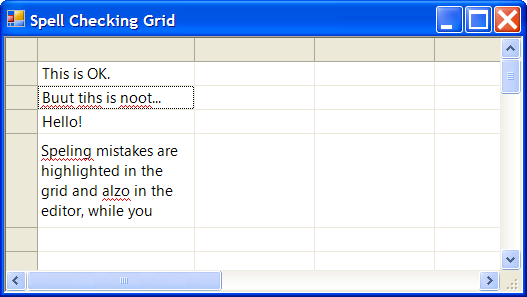 Spell Checking Grid
This is OK.
Buut tihs is noot...
Hello!
Speling mistakes are
highlighted in the
grid and alzo in the
editor, while you